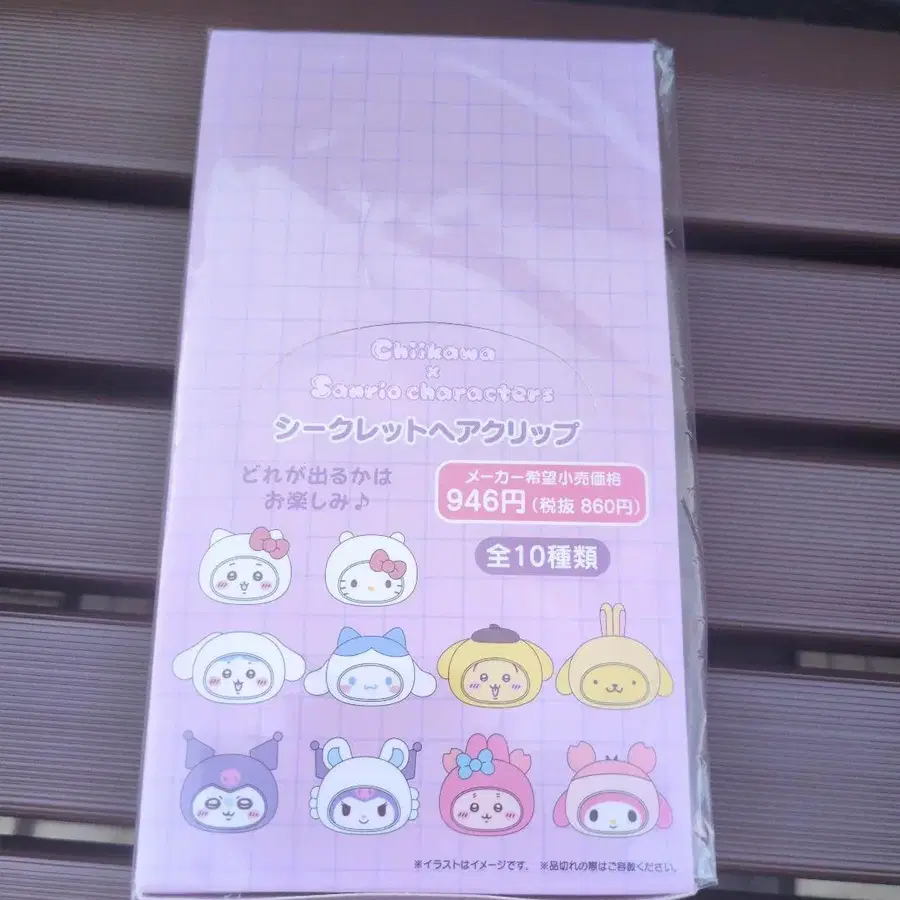 Chiikawa
×
Sanrio characters
シークレットヘアクリップ
どれが出るかは
お楽しみ♪
メーカー希望小売価格
946円(税抜 860円)
全10種類
※イラストはイメージです。 ※品切れの際はご容赦ください。